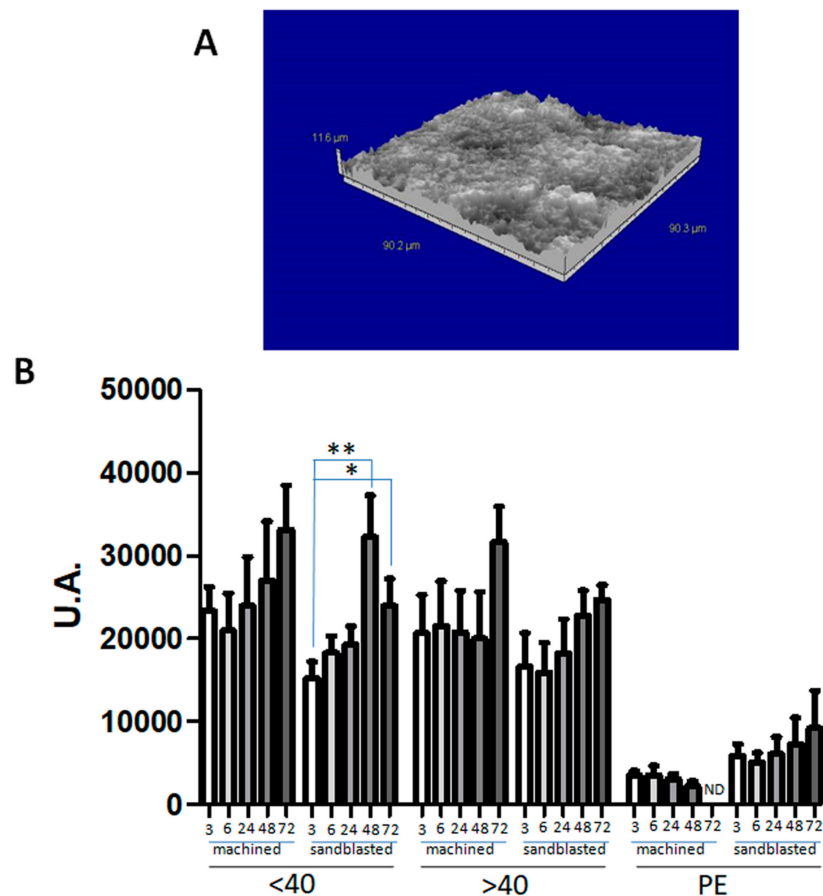 A
11.6 µm
90.2 µm
90.3 µm
B
U.A.
50000
40000
30000
20000
10000
0
**
*
ND
3 6 24 48 72 3 6 24 48 72 3 6 24 48 72 3 6 24 48 72 3 6 24 48 72 3 6 24 48 72
machined sandblasted machined sandblasted machined sandblasted
<40 >40 PE